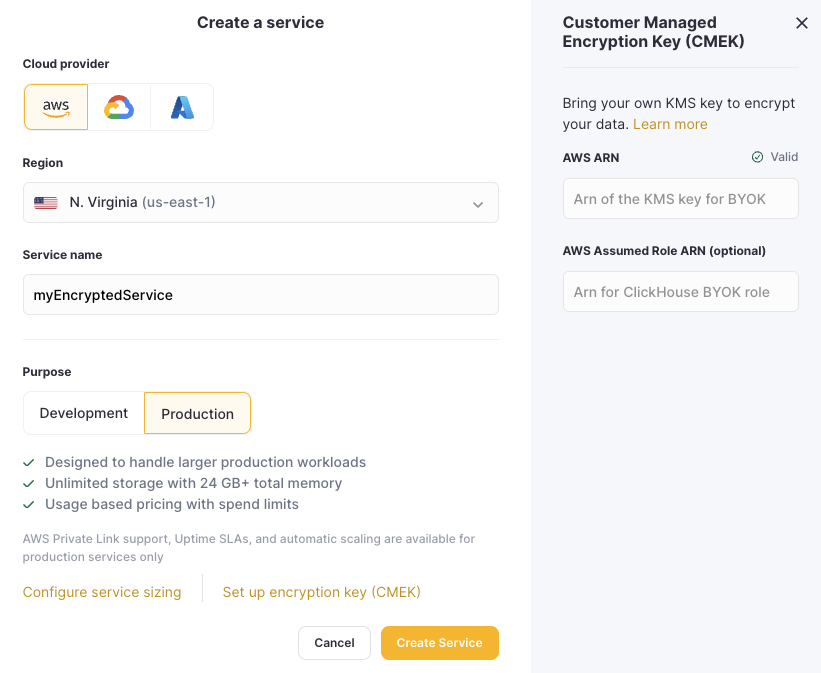 Create a service
Cloud provider
aws
Region
N. Virginia (us-east-1)
Service name
myEncryptedService
Purpose
Development
Production
Designed to handle larger production workloads
Unlimited storage with 24 GB+ total memory
Usage based pricing with spend limits
AWS Private Link support, Uptime SLAs, and automatic scaling are available for
production services only
Configure service sizing
Set up encryption key (CMEK)
Cancel
Create Service
Customer Managed
Encryption Key (CMEK)
Bring your own KMS key to encrypt
your data. Learn more
AWS ARN
Valid
Arn of the KMS key for BYOK
AWS Assumed Role ARN (optional)
Arn for ClickHouse BYOK role